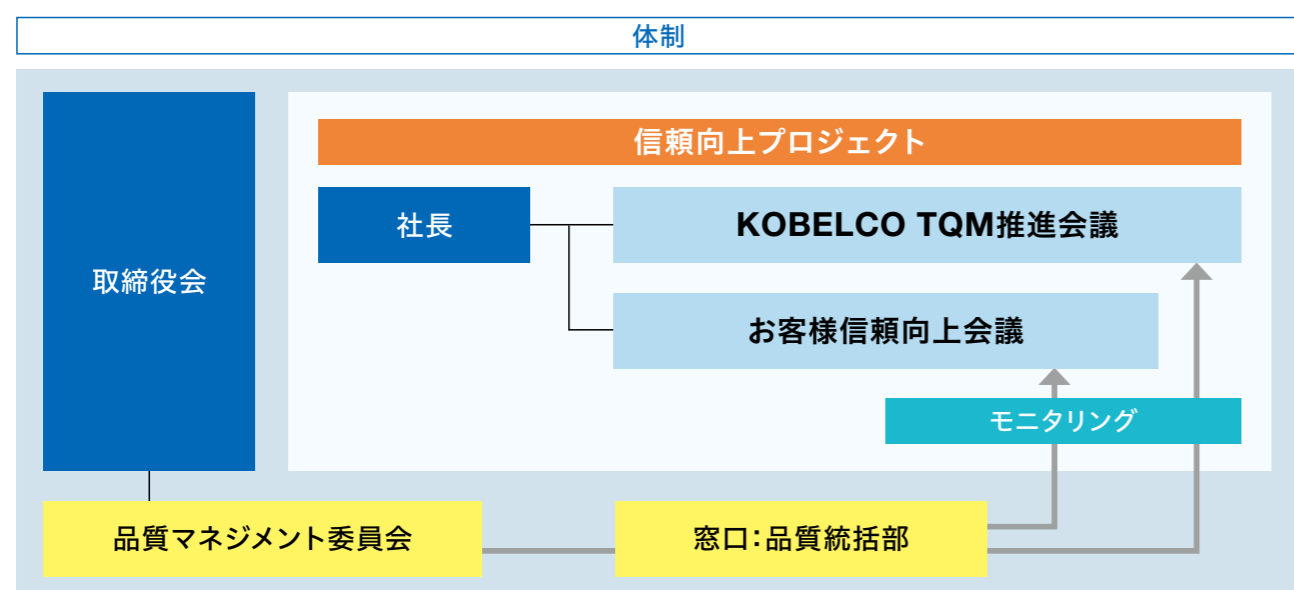 体制
取締役会
信頼向上プロジェクト
社長
KOBELCO TQM推進会議
お客様信頼向上会議
モニタリング
品質マネジメント委員会
窓口：品質統括部